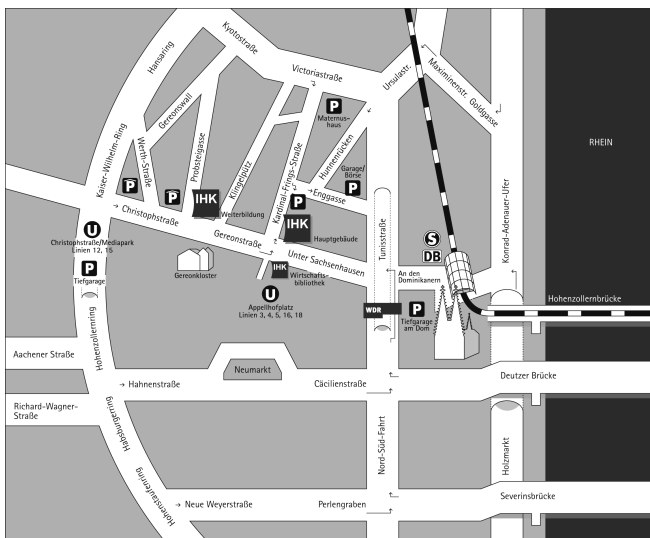 Kyotostraße
Hansaring
Victoriastraße
Ursulastr.
Maximinenstr. Goldgasse
Gereonswall
P
Maternus-
haus
RHEIN
Kaiser-Wilhelm-Ring
Werth-Straße
Probsteigasse
Klingelpütz
Kardinal-Frings-Straße
Hunnenrücken
Garage/
Börse
P
Enggasse
P
P
IHK
Weiterbildung
P
IHK
Hauptgebäude
Christophstraße
Gereonstraße
Unter Sachsenhausen
Tunisstraße
Konrad-Adenauer-Ufer
U
Christophstraße/Mediapark
Linien 12, 15
P
Tiefgarage
Gereonkloster
IHK
Wirtschafts-
bibliothek
U
Appellhofplatz
Linien 3, 4, 5, 16, 18
S
DB
An den
Dominikanern
WDR
P
Tiefgarage
am Dom
Hohenzollernbrücke
Hohenzollernring
Aachener Straße
Neumarkt
Hahnenstraße
Cäcilienstraße
Deutzer Brücke
Richard-Wagner-
Straße
Habsburgerring
Nord-Süd-Fahrt
Holzmarkt
Hohenstaufenring
Neue Weyerstraße
Perlengraben
Severinsbrücke